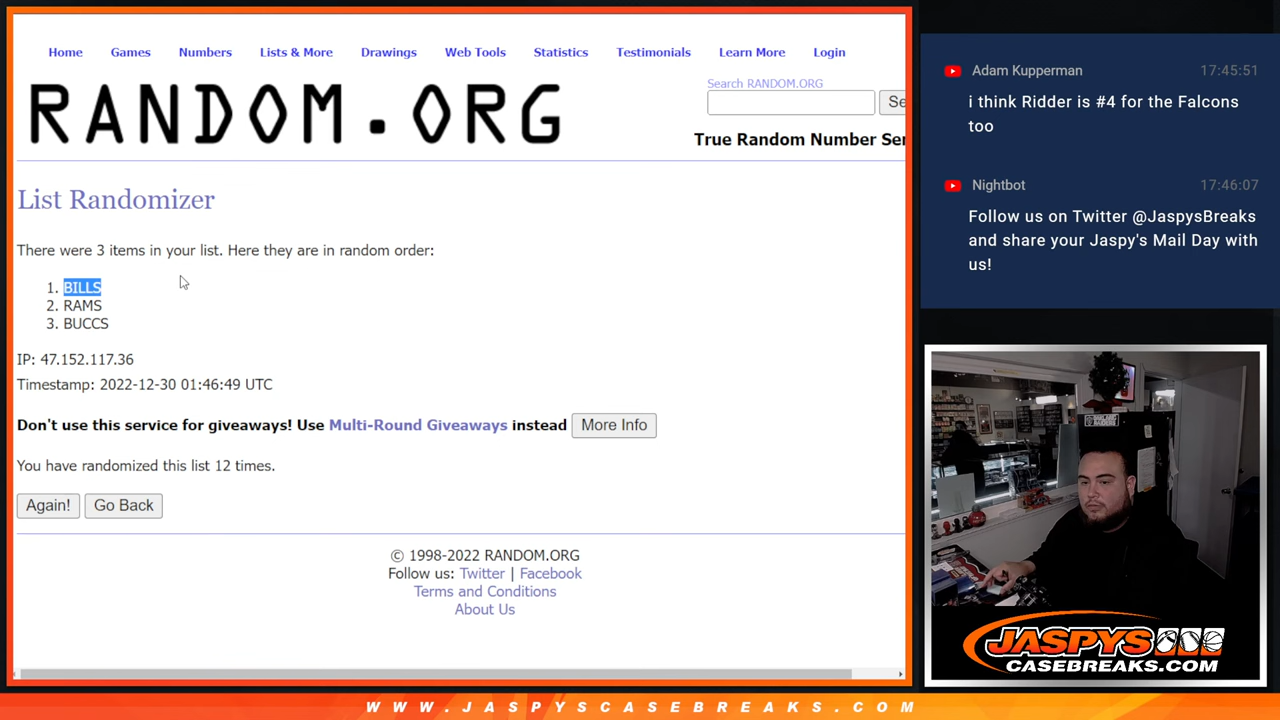 Home Games Numbers Lists & More Drawings Web Tools Statistics Testimonials Learn More Login
RANDOM.ORG
Search RANDOM.ORG
Se
True Random Number Ser
List Randomizer
There were 3 items in your list. Here they are in random order:
1. BILLS
2. RAMS
3. BUCCS
IP: 47.152.117.36
Timestamp: 2022-12-30 01:46:49 UTC
Don't use this service for giveaways! Use Multi-Round Giveaways instead More Info
You have randomized this list 12 times.
Again! Go Back
© 1998-2022 RANDOM.ORG
Follow us: Twitter | Facebook
Terms and Conditions
About Us
Adam Kupperman 17:45:51
i think Ridder is #4 for the Falcons
too
Nightbot 17:46:07
Follow us on Twitter @JaspysBreaks
and share your Jaspy's Mail Day with
us!
JASPYS
CASEBREAKS.COM
WWW.JASPYSCASEBREAKS.COM